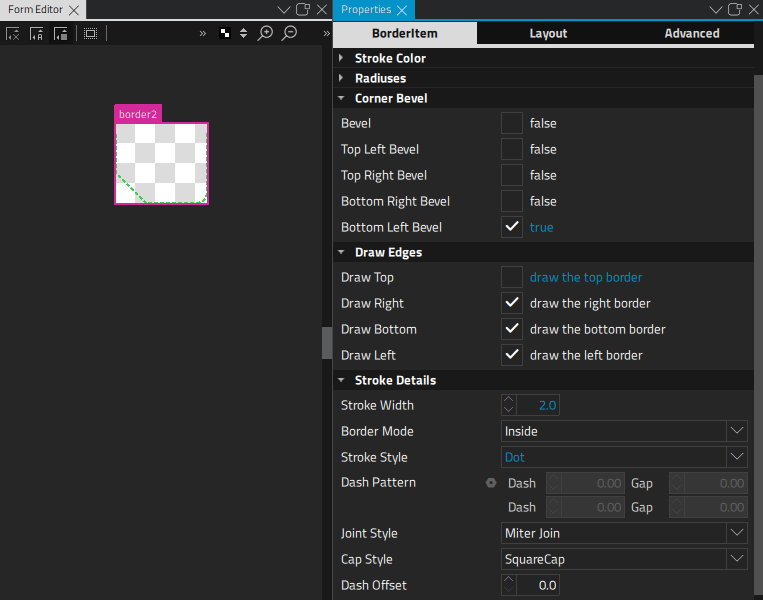 Form Editor
Properties
BorderItem Layout Advanced
Stroke Color
Radiuses
border2
Corner Bevel
Bevel false
Top Left Bevel false
Top Right Bevel false
Bottom Right Bevel false
Bottom Left Bevel true
Draw Edges
Draw Top draw the top border
Draw Right draw the right border
Draw Bottom draw the bottom border
Draw Left draw the left border
Stroke Details
Stroke Width 2.0
Border Mode Inside
Stroke Style Dot
Dash Pattern Dash 0.00 Gap 0.00
Dash 0.00 Gap 0.00
Joint Style Miter Join
Cap Style SquareCap
Dash Offset 0.0